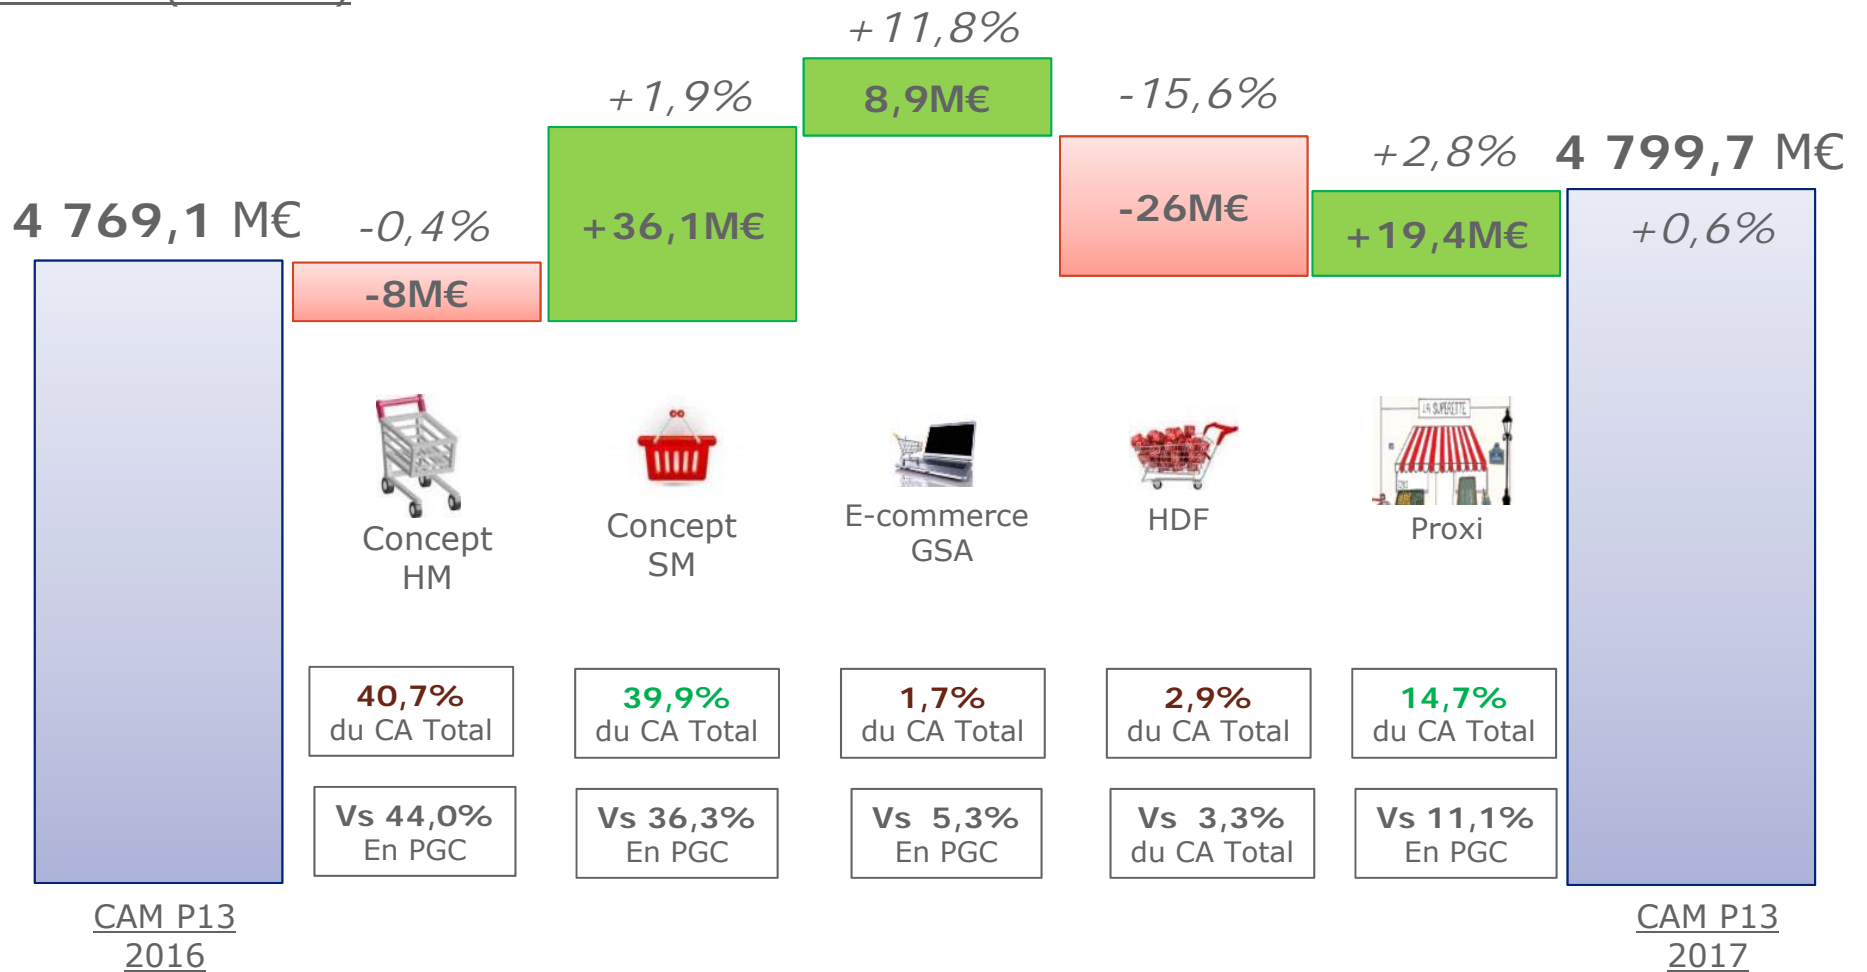 +11,8%
+1,9%
8,9M€
-15,6%
+2,8%
4 799,7 M€
4 769,1 M€
-0,4%
+36,1M€
-26M€
+19,4M€
+0,6%
-8M€
LA SUPERETTE
Concept
HM
Concept
SM
E-commerce
GSA
HDF
Proxi
40,7%
du CA Total
39,9%
du CA Total
1,7%
du CA Total
2,9%
du CA Total
14,7%
du CA Total
Vs 44,0%
En PGC
Vs 36,3%
En PGC
Vs 5,3%
En PGC
Vs 3,3%
du CA Total
Vs 11,1%
En PGC
CAM P13
2016
CAM P13
2017